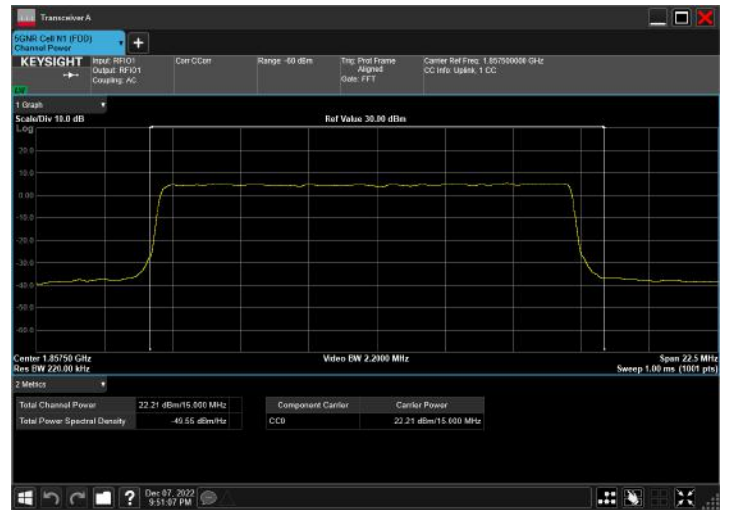 Transceiver A
5GNR Cell N1 (FDD)
Channel Power
KEYSIGHT
Input: RFIO1
Output: RFIO1
Coupling: AC
Corr CCorr
Range -60 dBm
Trig: Prdl Frame
Aligned
Gate: FFT
Carrier Ref Freq: 1.857500000 GHz
CC Info: Uplink, 1 CC
1 Graph
Scale/Div 10.0 dB
Ref Value 30.00 dBm
Log
20.0
10.0
0.00
-10.0
-20.0
-30.0
-40.0
-50.0
-60.0
Center 1.85750 GHz
Video BW 2.2000 MHz
Span 22.5 MHz
Res BW 220.00 kHz
Sweep 1.00 ms (1001 pts)
2 Metrics
Total Channel Power 22.21 dBm/15.000 MHz
Total Power Spectral Density -49.55 dBm/Hz
Component Carrier Carrier Power
CC0 22.21 dBm/15.000 MHz
?
Dec 07, 2022
9:51:07 PM